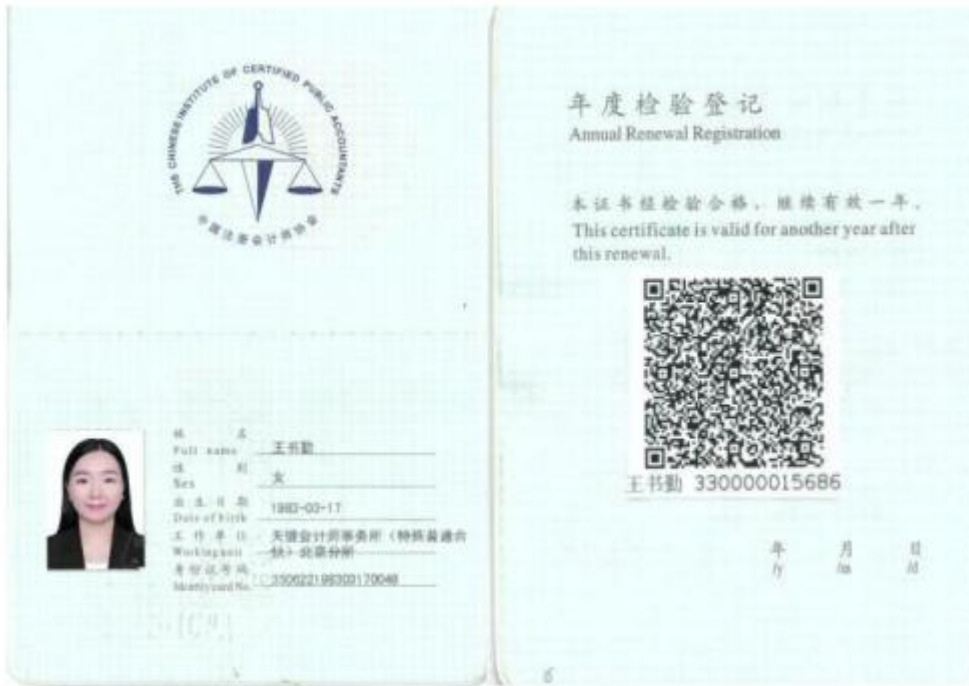 THE CHINESE INSTITUTE OF CERTIFIED PUBLIC ACCOUNTANTS
中国注册会计师协会
姓 名
Full name 王书勤
性 别
Sex 女
出生日期
Date of birth
工作单位 天健会计师事务所（特殊普通合
Working unit 伙）北京分所
身份证号码
Identity card No.
年度检验登记
Annual Renewal Registration
本证书经检验合格，继续有效一年。
This certificate is valid for another year after
this renewal.
王书勤 330000015686
年 月 日
/y /m /d
6